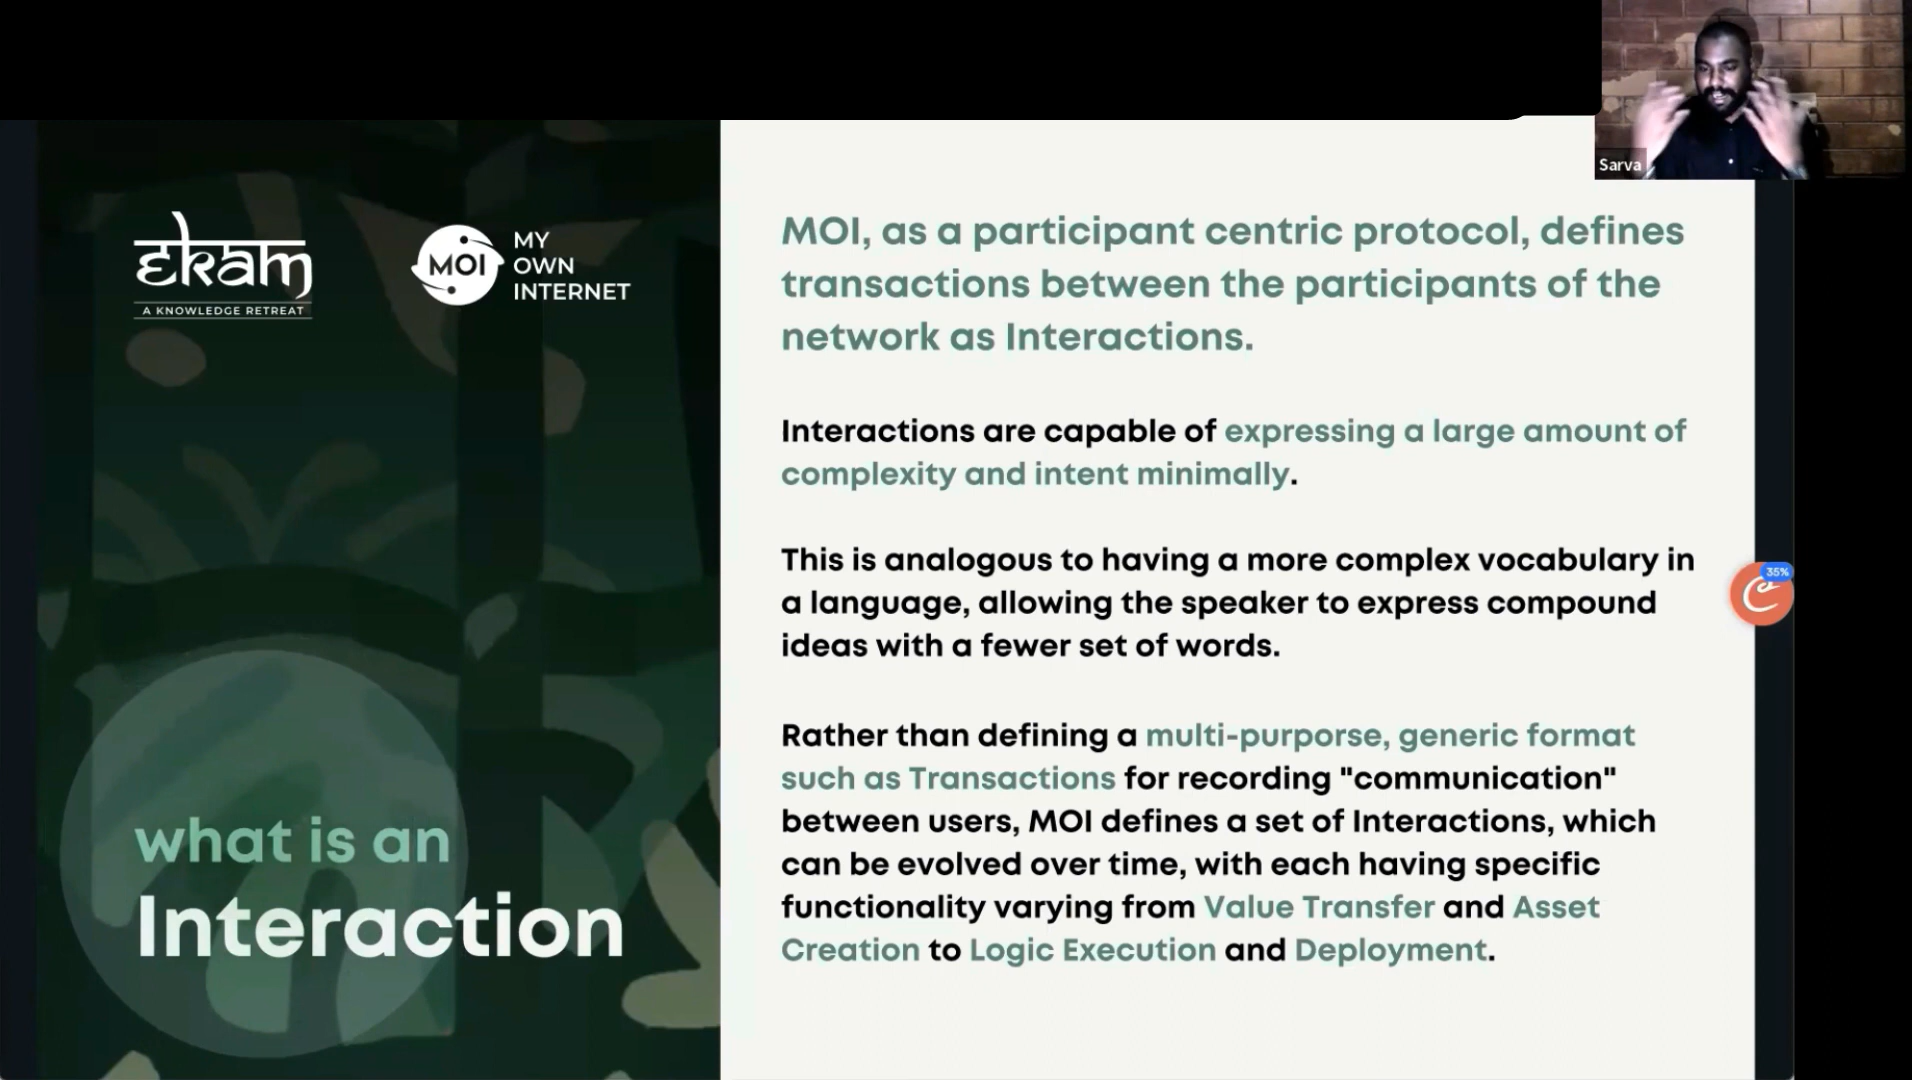 Sarva
ekam
A KNOWLEDGE RETREAT
MOI
MY
OWN
INTERNET
what is an
Interaction
MOI, as a participant centric protocol, defines
transactions between the participants of the
network as Interactions.
Interactions are capable of expressing a large amount of
complexity and intent minimally.
This is analogous to having a more complex vocabulary in
a language, allowing the speaker to express compound
ideas with a fewer set of words.
Rather than defining a multi-purporse, generic format
such as Transactions for recording "communication"
between users, MOI defines a set of Interactions, which
can be evolved over time, with each having specific
functionality varying from Value Transfer and Asset
Creation to Logic Execution and Deployment.
35%